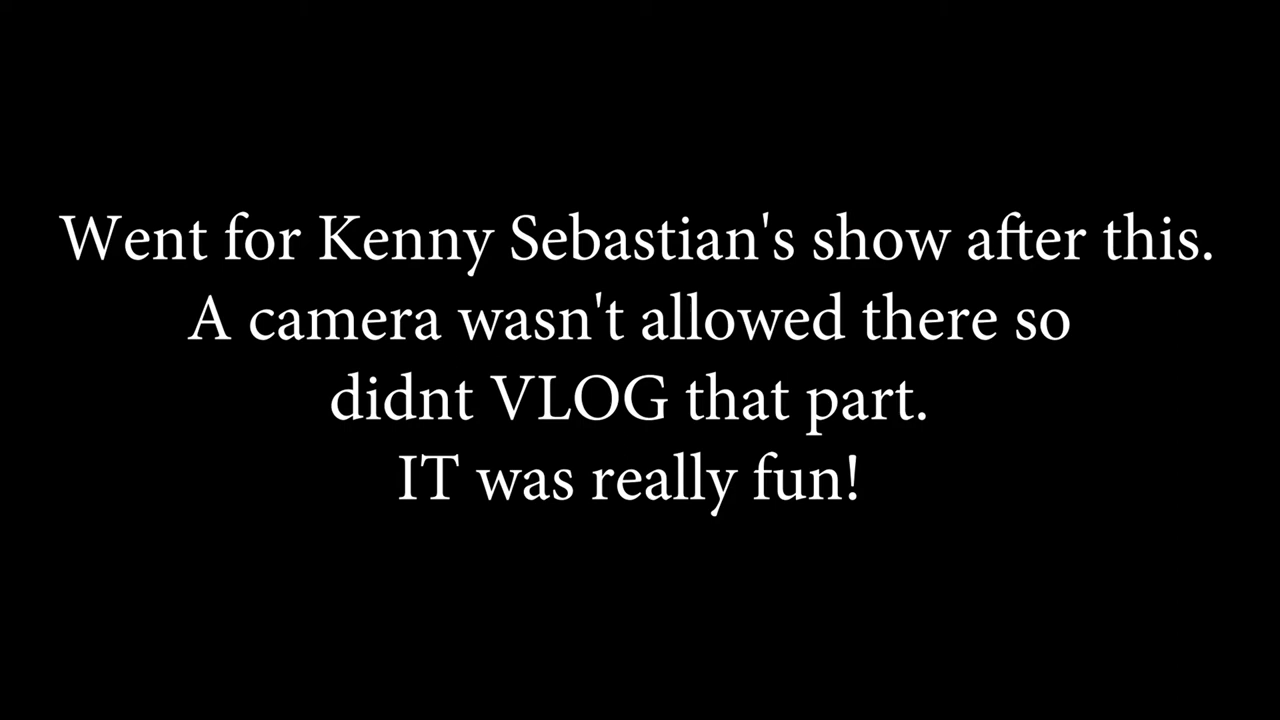 Went for Kenny Sebastian's show after this.
A camera wasn't allowed there so
didnt VLOG that part.
IT was really fun!